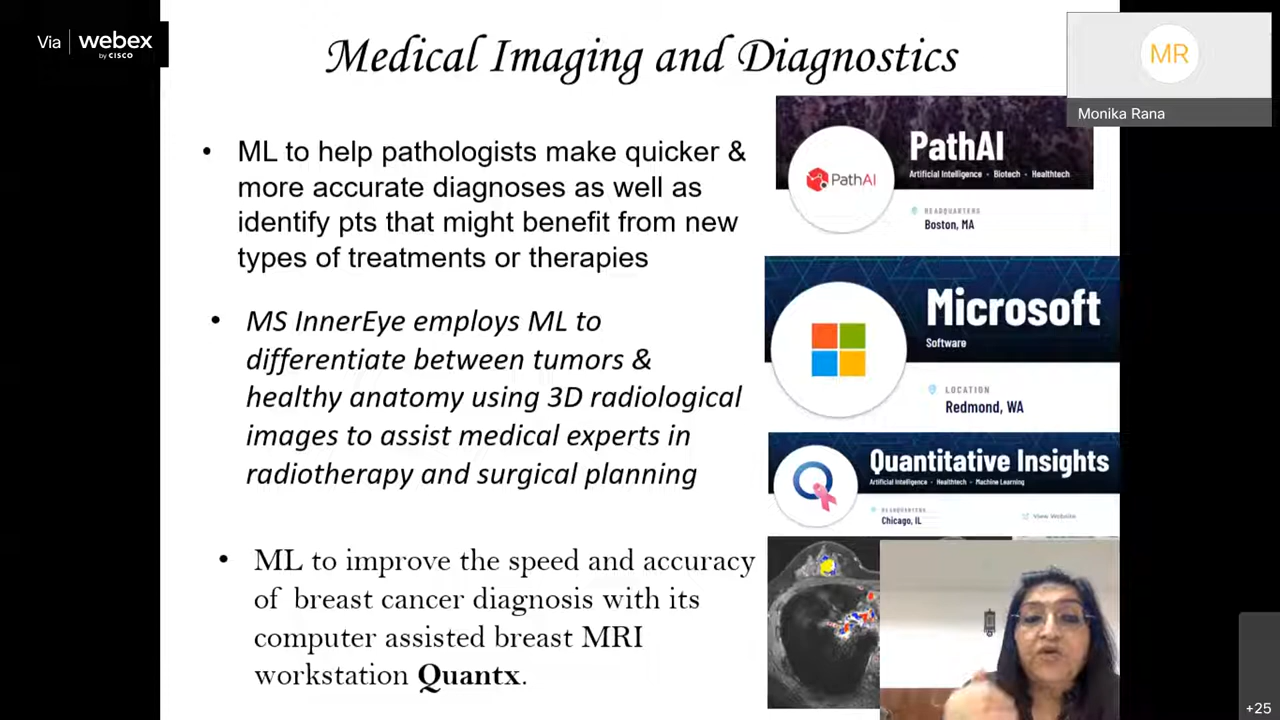 Via webex
by CISCO
Medical Imaging and Diagnostics
MR
Monika Rana
• ML to help pathologists make quicker &
more accurate diagnoses as well as
identify pts that might benefit from new
types of treatments or therapies
PathAI
PathAI
Artificial Intelligence · Biotech · Healthtech
HEADQUARTERS
Boston, MA
• MS InnerEye employs ML to
differentiate between tumors &
healthy anatomy using 3D radiological
images to assist medical experts in
radiotherapy and surgical planning
Microsoft
Software
LOCATION
Redmond, WA
Quantitative Insights
Artificial Intelligence · Healthtech · Machine Learning
HEADQUARTERS
Chicago, IL
View Website
• ML to improve the speed and accuracy
of breast cancer diagnosis with its
computer assisted breast MRI
workstation Quantx.
+25